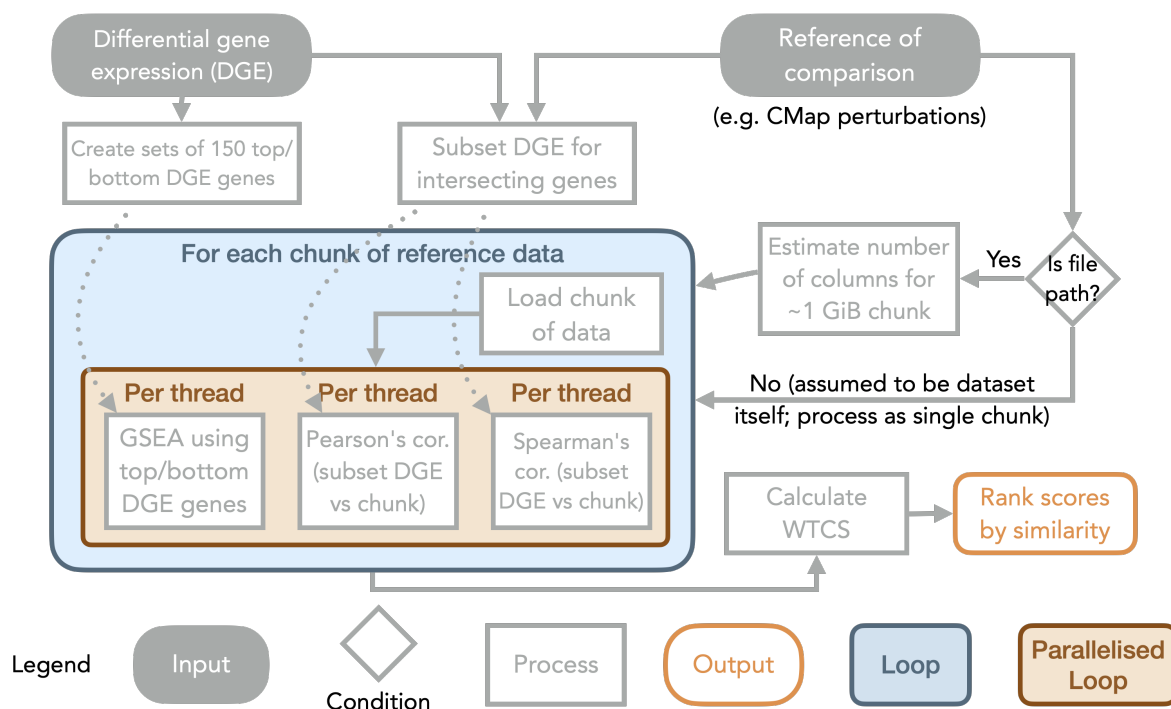 Differential gene
expression (DGE)
Reference of
comparison
(e.g. CMap perturbations)
Create sets of 150 top/
bottom DGE genes
Subset DGE for
intersecting genes
For each chunk of reference data
Load chunk
of data
Estimate number
of columns for
~1 GiB chunk
Yes
Is file
path?
No (assumed to be dataset
itself; process as single chunk)
Per thread
GSEA using
top/bottom
DGE genes
Per thread
Pearson's cor.
(subset DGE
vs chunk)
Per thread
Spearman's
cor. (subset
DGE vs chunk)
Calculate
WTCS
Rank scores
by similarity
Legend
Input
Condition
Process
Output
Loop
Parallelised
Loop